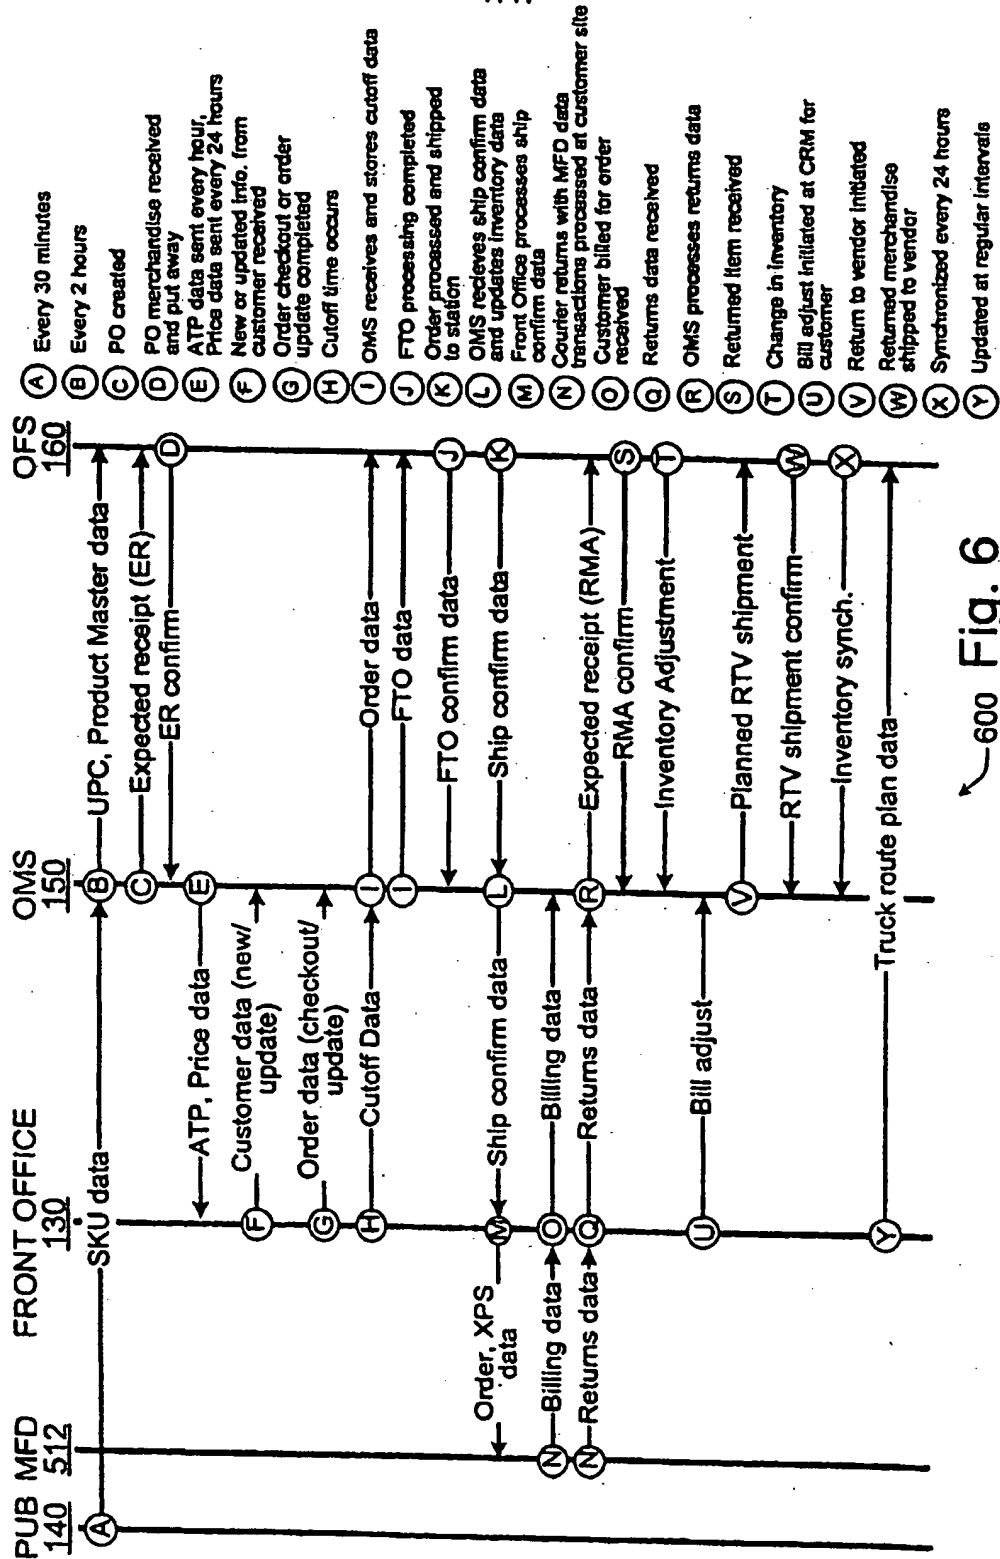 PUB MFD FRONT OFFICE OMS OFS
140 512 130 150 160
A SKU data B UPC, Product Master data
C Expected receipt (ER)
ER confirm D
ATP, Price data E
F Customer data (new/
update)
G Order data (checkout/
update)
H Cutoff Data I Order data
I FTO data
FTO confirm data J
Order, XPS
data
M Ship confirm data L Ship confirm data K
N Billing data O Billing data
N Returns data Q Returns data R Expected receipt (RMA)
RMA confirm S
Inventory Adjustment T
U Bill adjust
V Planned RTV shipment
RTV shipment confirm W
Inventory synch. X
Y Truck route plan data
A Every 30 minutes
B Every 2 hours
C PO created
D PO merchandise received
and put away
E ATP data sent every hour,
Price data sent every 24 hours
F New or updated info. from
customer received
G Order checkout or order
update completed
H Cutoff time occurs
I OMS receives and stores cutoff data
J FTO processing completed
K Order processed and shipped
to station
L OMS recieves ship confirm data
and updates inventory data
M Front Office processes ship
confirm data
N Courier returns with MFD data
transactions processed at customer site
O Customer billed for order
received
Q Returns data received
R OMS processes returns data
S Returned item received
T Change in inventory
U Bill adjust initiated at CRM for
customer
V Return to vendor initiated
W Returned merchandise
shipped to vendor
X Synchronized every 24 hours
Y Updated at regular intervals
600 Fig. 6